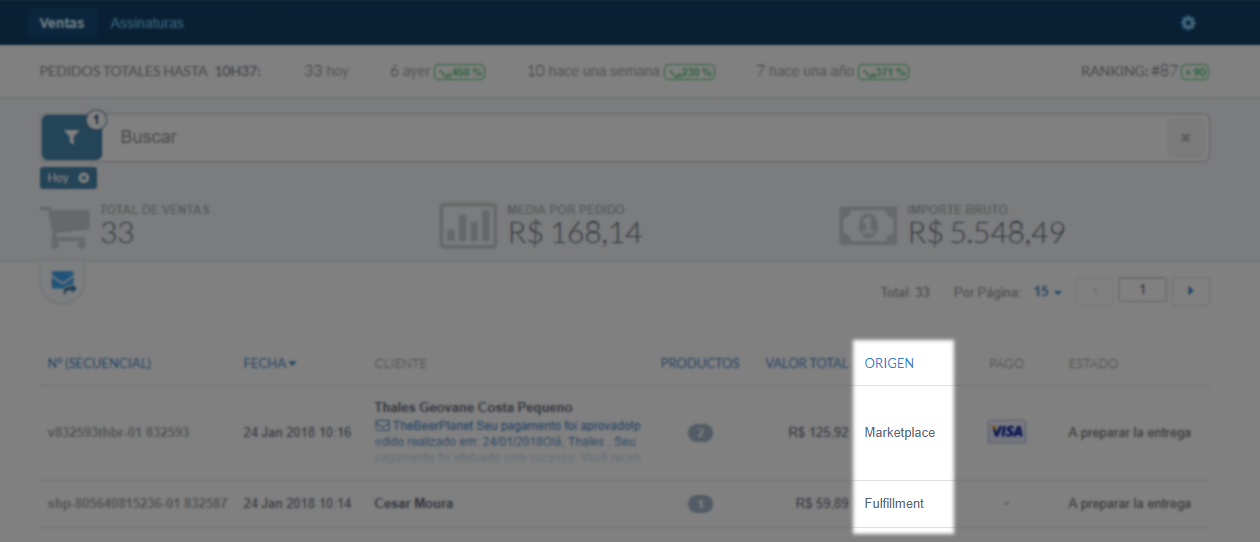 Ventas Assinaturas
PEDIDOS TOTALES HASTA 10H37: 33 hoy 6 ayer 450 % 10 hace una semana 230 % 7 hace una año 371 % RANKING: #87 + 90
1
Buscar ×
Hoy
TOTAL DE VENTAS
33
MEDIA POR PEDIDO
R$ 168,14
IMPORTE BRUTO
R$ 5.548,49
Total: 33 Por Página: 15 1
Nº (SECUENCIAL) FECHA CLIENTE PRODUCTOS VALOR TOTAL ORIGEN PAGO ESTADO
Thales Geovane Costa Pequeno
TheBeerPlanet Seu pagamento foi aprovadolp
v832593thbr-01 832593 24 Jan 2018 10:16 2 R$ 125,92 Marketplace VISA A preparar la entrega
edido realizado em: 24/01/2018Olá, Thales . Seu
pagamento foi efetuado com sucesso. Você receb
shp-805640815236-01 832587 24 Jan 2018 10:14 Cesar Moura 1 R$ 59,89 Fulfillment - A preparar la entrega